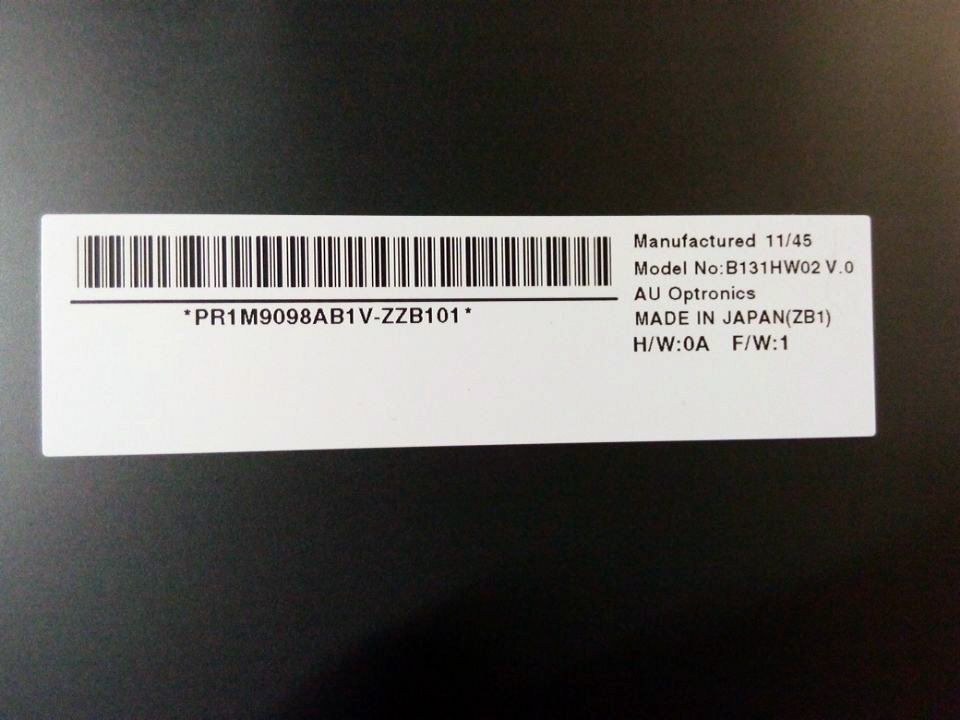 *PR1M9098AB1V-ZZB101*
Manufactured 11/45
Model No:B131HW02 V.0
AU Optronics
MADE IN JAPAN(ZB1)
H/W:0A F/W:1